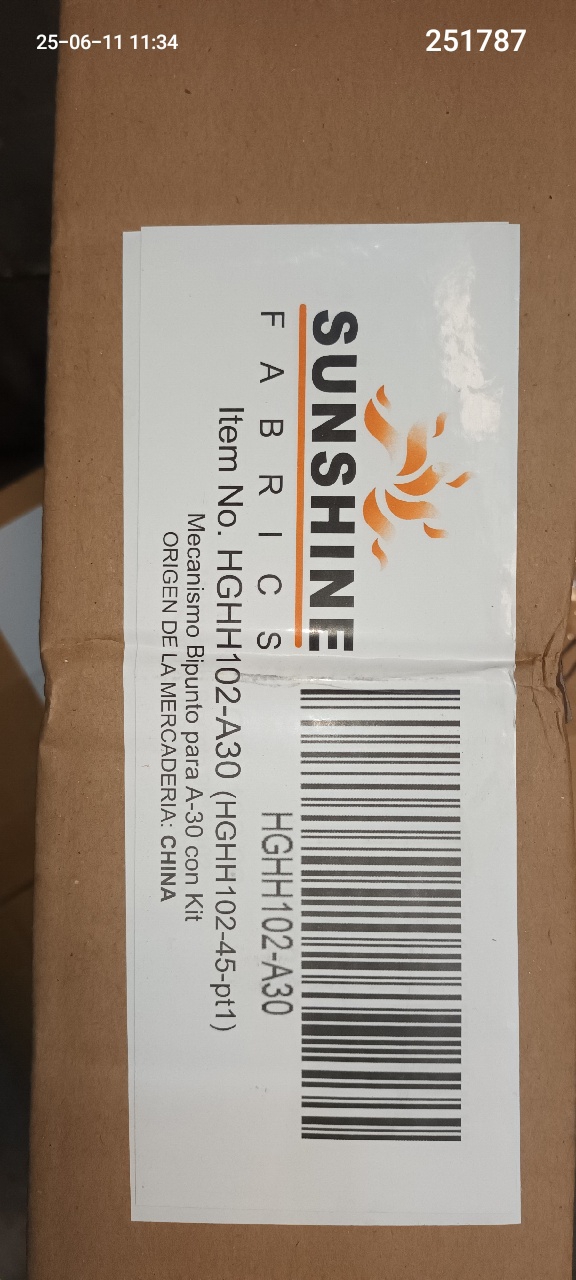 25-06-11 11:34
251787
SUNSHINE
FABRICS
HGHH102-A30
Item No. HGHH102-A30 (HGHH102-45-pt1)
Mecanismo Bipunto para A-30 con Kit
ORIGEN DE LA MERCADERIA: CHINA